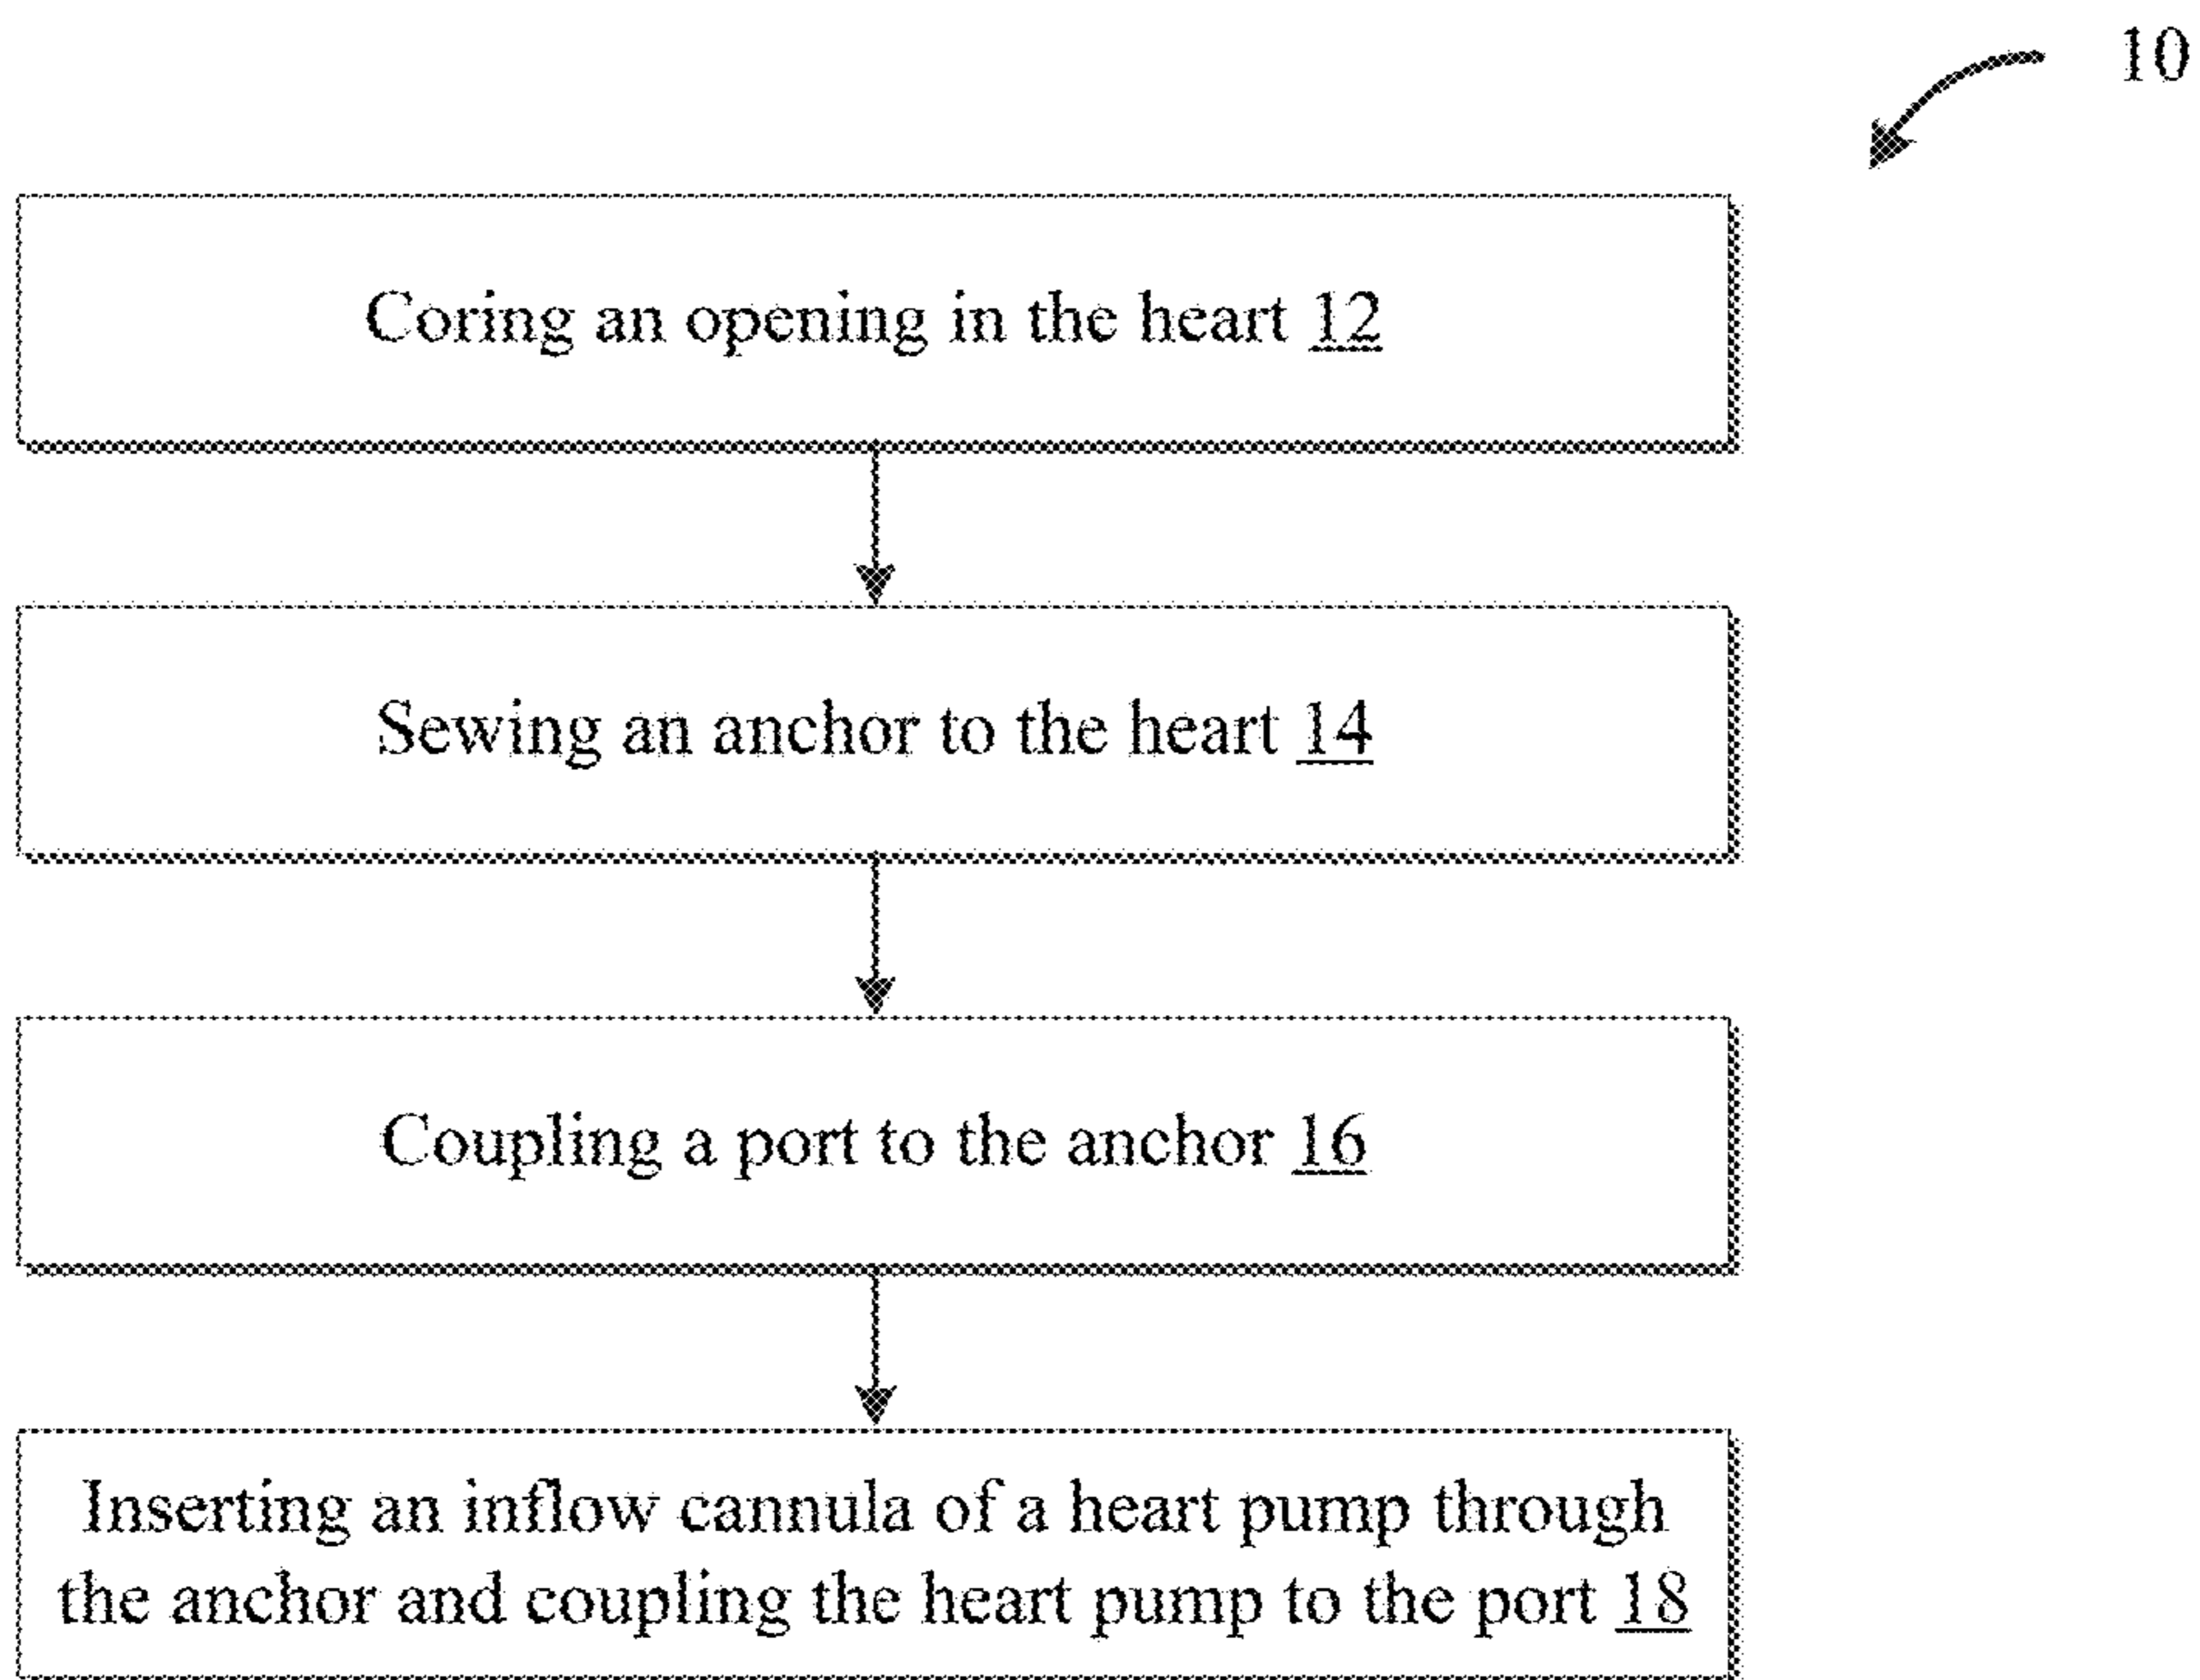 10
Coring an opening in the heart 12
Sewing an anchor to the heart 14
Coupling a port to the anchor 16
Inserting an inflow cannula of a heart pump through
the anchor and coupling the heart pump to the port 18